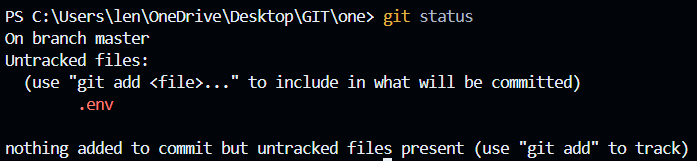 PS C:\Users\len\OneDrive\Desktop\GIT\one> git status
On branch master
Untracked files:
  (use "git add <file>..." to include in what will be committed)
        .env

nothing added to commit but untracked files present (use "git add" to track)